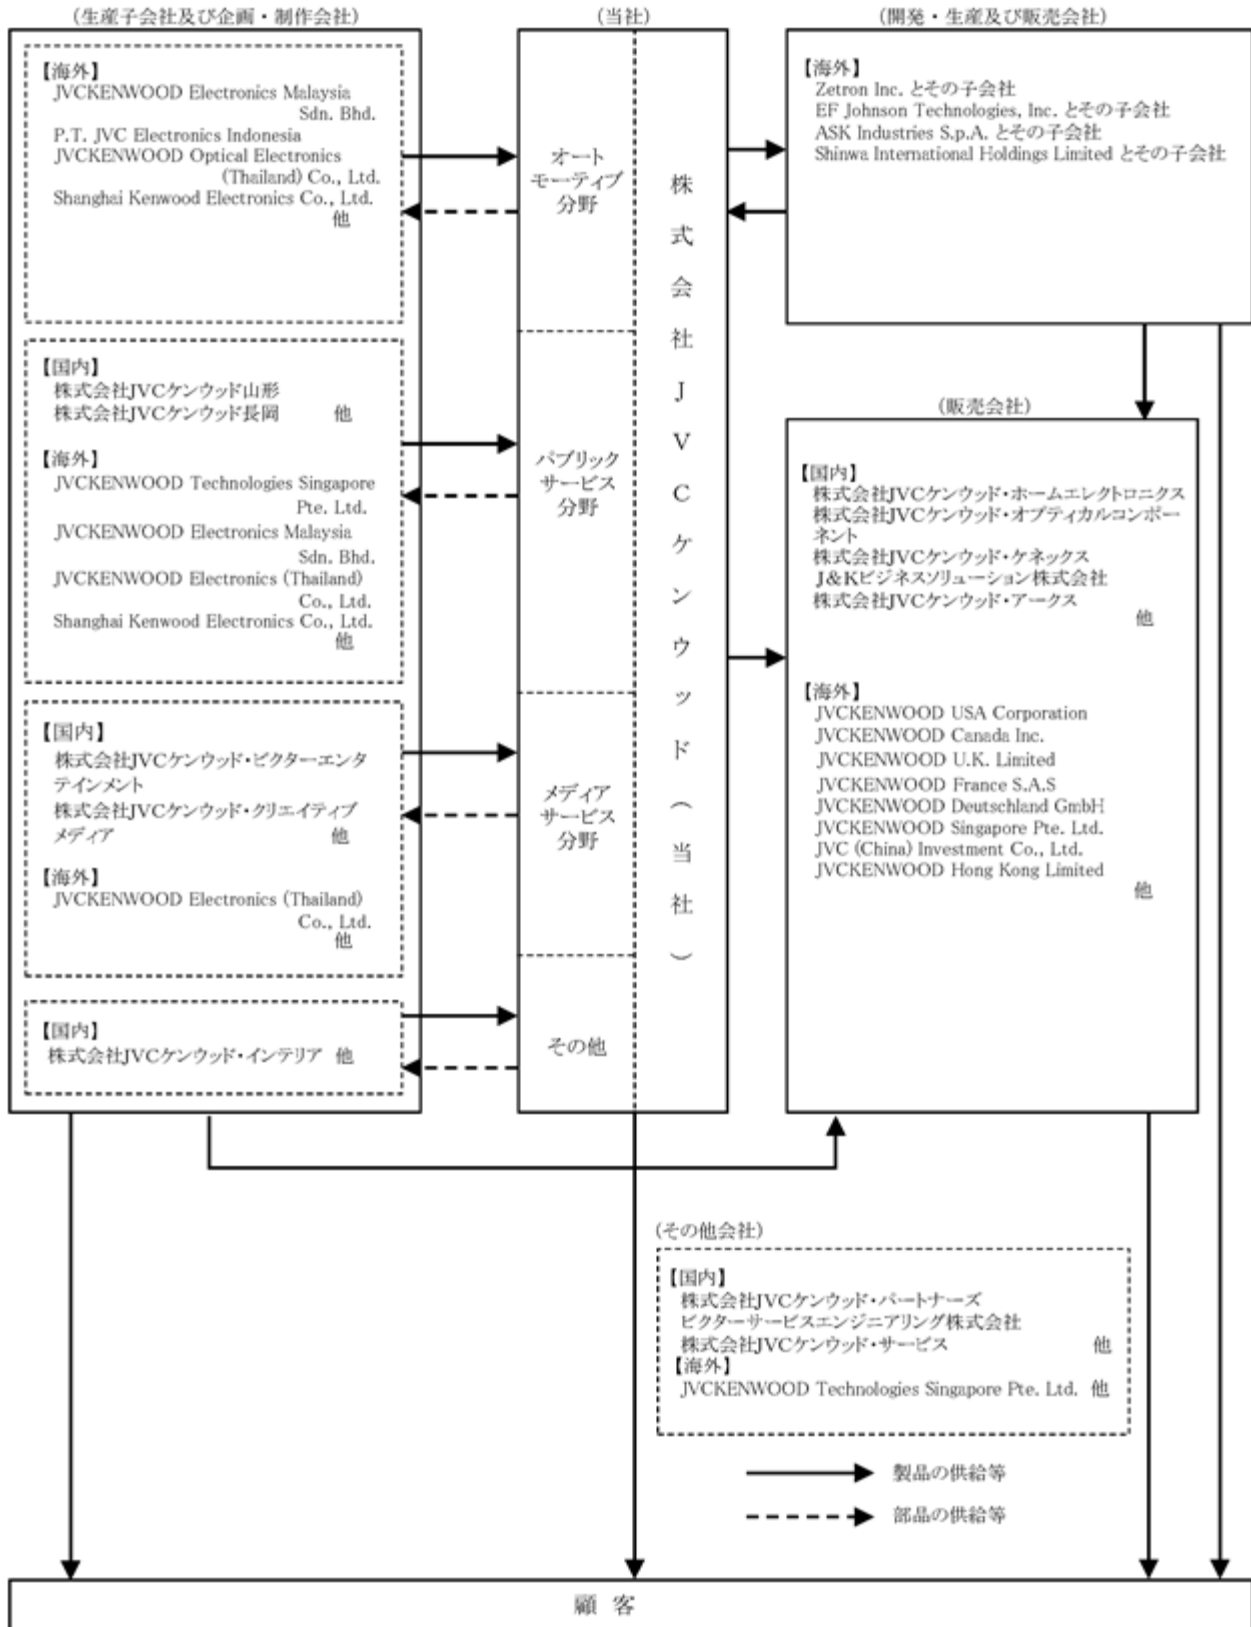 (生産子会社及び企画・制作会社)
【海外】
JVCKENWOOD Electronics Malaysia
Sdn. Bhd.
P.T. JVC Electronics Indonesia
JVCKENWOOD Optical Electronics
(Thailand) Co., Ltd.
Shanghai Kenwood Electronics Co., Ltd.
他
【国内】
株式会社JVCケンウッド山形
株式会社JVCケンウッド長岡 他
【海外】
JVCKENWOOD Technologies Singapore
Pte. Ltd.
JVCKENWOOD Electronics Malaysia
Sdn. Bhd.
JVCKENWOOD Electronics (Thailand)
Co., Ltd.
Shanghai Kenwood Electronics Co., Ltd.
他
【国内】
株式会社JVCケンウッド・ビクターエンタ
テインメント
株式会社JVCケンウッド・クリエイティブ
メディア 他
【海外】
JVCKENWOOD Electronics (Thailand)
Co., Ltd.
他
【国内】
株式会社JVCケンウッド・インテリア 他
(当社)
オート
モーティブ
分野
パブリック
サービス
分野
メディア
サービス
分野
その他
株式会社JVCケンウッド(当社)
(開発・生産及び販売会社)
【海外】
Zetron Inc. とその子会社
EF Johnson Technologies, Inc. とその子会社
ASK Industries S.p.A. とその子会社
Shinwa International Holdings Limited とその子会社
(販売会社)
【国内】
株式会社JVCケンウッド・ホームエレクトロニクス
株式会社JVCケンウッド・オプティカルコンポー
ネント
株式会社JVCケンウッド・ケネックス
J&Kビジネスソリューション株式会社
株式会社JVCケンウッド・アークス
他
【海外】
JVCKENWOOD USA Corporation
JVCKENWOOD Canada Inc.
JVCKENWOOD U.K. Limited
JVCKENWOOD France S.A.S
JVCKENWOOD Deutschland GmbH
JVCKENWOOD Singapore Pte. Ltd.
JVC (China) Investment Co., Ltd.
JVCKENWOOD Hong Kong Limited
他
(その他会社)
【国内】
株式会社JVCケンウッド・パートナーズ
ビクターサービスエンジニアリング株式会社
株式会社JVCケンウッド・サービス 他
【海外】
JVCKENWOOD Technologies Singapore Pte. Ltd. 他
製品の供給等
部品の供給等
顧客